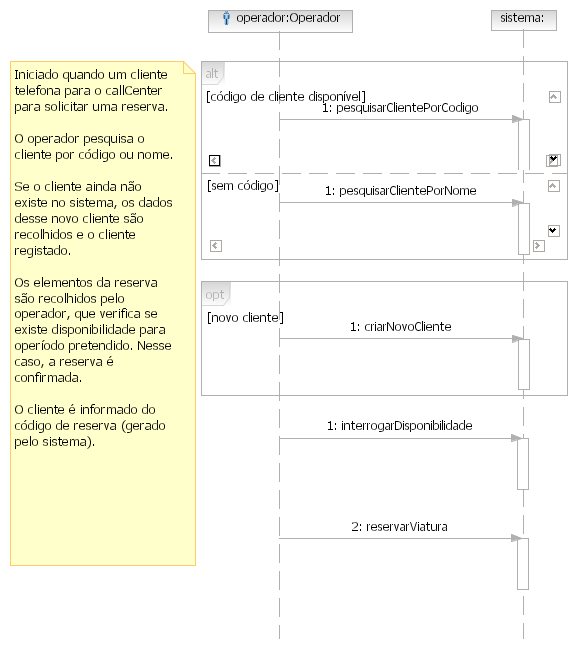 operador:Operador
sistema:
Iniciado quando um cliente
telefona para o callCenter
para solicitar uma reserva.
O operador pesquisa o
cliente por código ou nome.
Se o cliente ainda não
existe no sistema, os dados
desse novo cliente são
recolhidos e o cliente
registado.
Os elementos da reserva
são recolhidos pelo
operador, que verifica se
existe disponibilidade para
operíodo pretendido. Nesse
caso, a reserva é
confirmada.
O cliente é informado do
código de reserva (gerado
pelo sistema).
alt
[código de cliente disponível]
1: pesquisarClientePorCodigo
[sem código]
1: pesquisarClientePorNome
opt
[novo cliente]
1: criarNovoCliente
1: interrogarDisponibilidade
2: reservarViatura